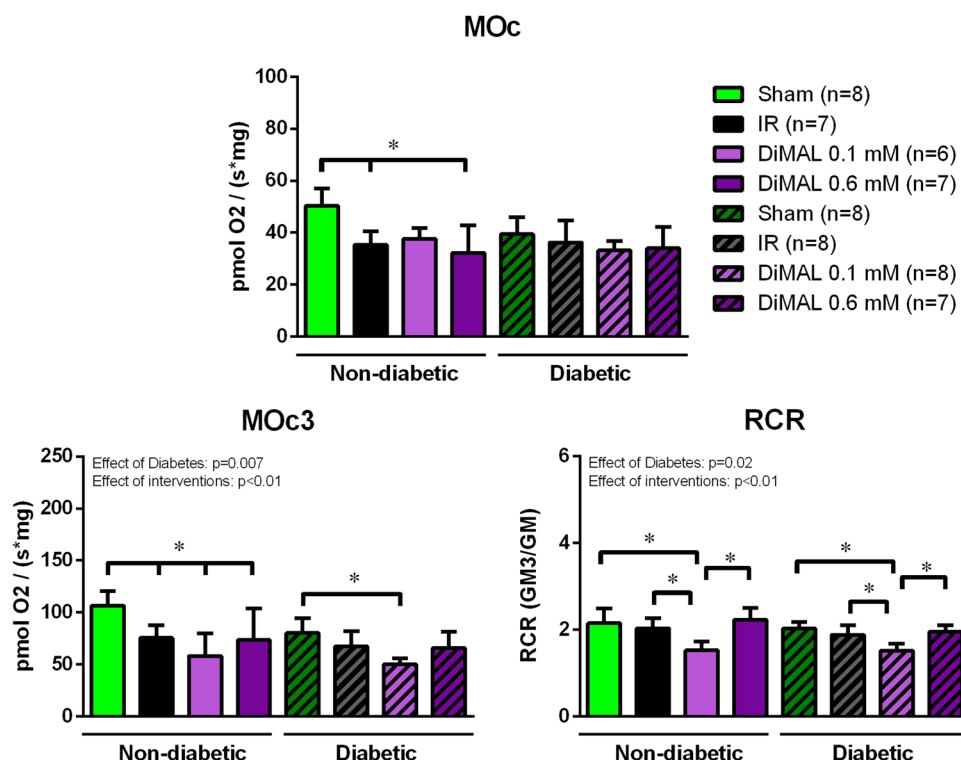 MOc
pmol O2 / (s*mg)
100
80
60
40
20
0
*
Non-diabetic
Diabetic
Sham (n=8)
IR (n=7)
DiMAL 0.1 mM (n=6)
DiMAL 0.6 mM (n=7)
Sham (n=8)
IR (n=8)
DiMAL 0.1 mM (n=8)
DiMAL 0.6 mM (n=7)
MOc3
pmol O2 / (s*mg)
250
200
150
100
50
0
Effect of Diabetes: p=0.007
Effect of interventions: p<0.01
*
*
Non-diabetic
Diabetic
RCR
RCR (GM3/GM)
6
4
2
0
Effect of Diabetes: p=0.02
Effect of interventions: p<0.01
*
*
*
*
*
*
Non-diabetic
Diabetic